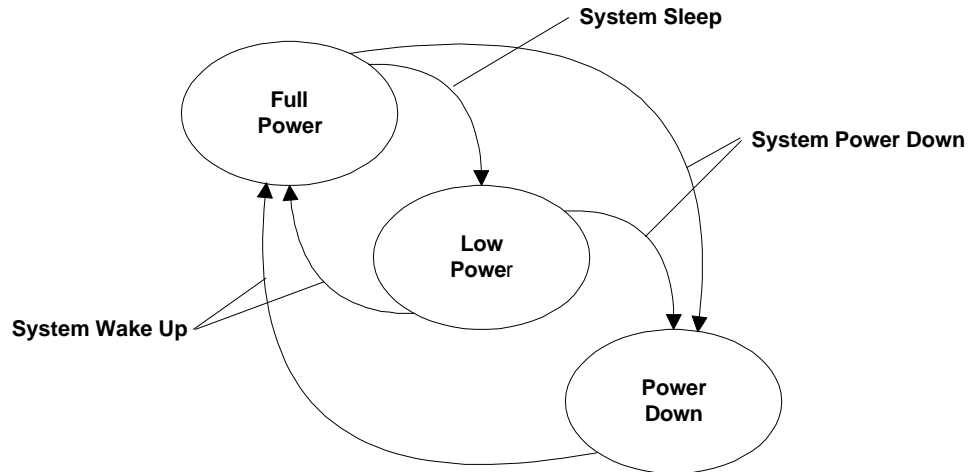 System Sleep
Full
Power
System Power Down
Low
Power
System Wake Up
Power
Down